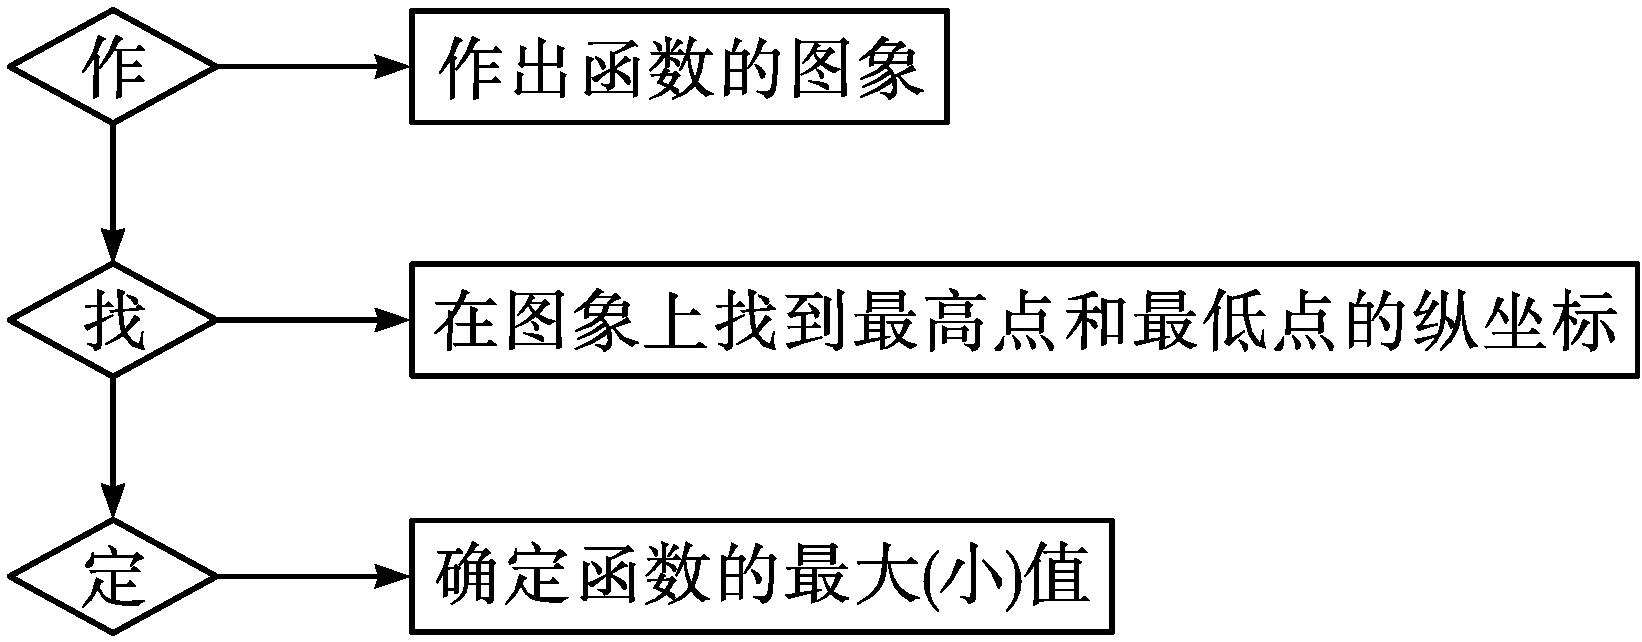 作
作出函数的图象
找
在图象上找到最高点和最低点的纵坐标
定
确定函数的最大(小)值